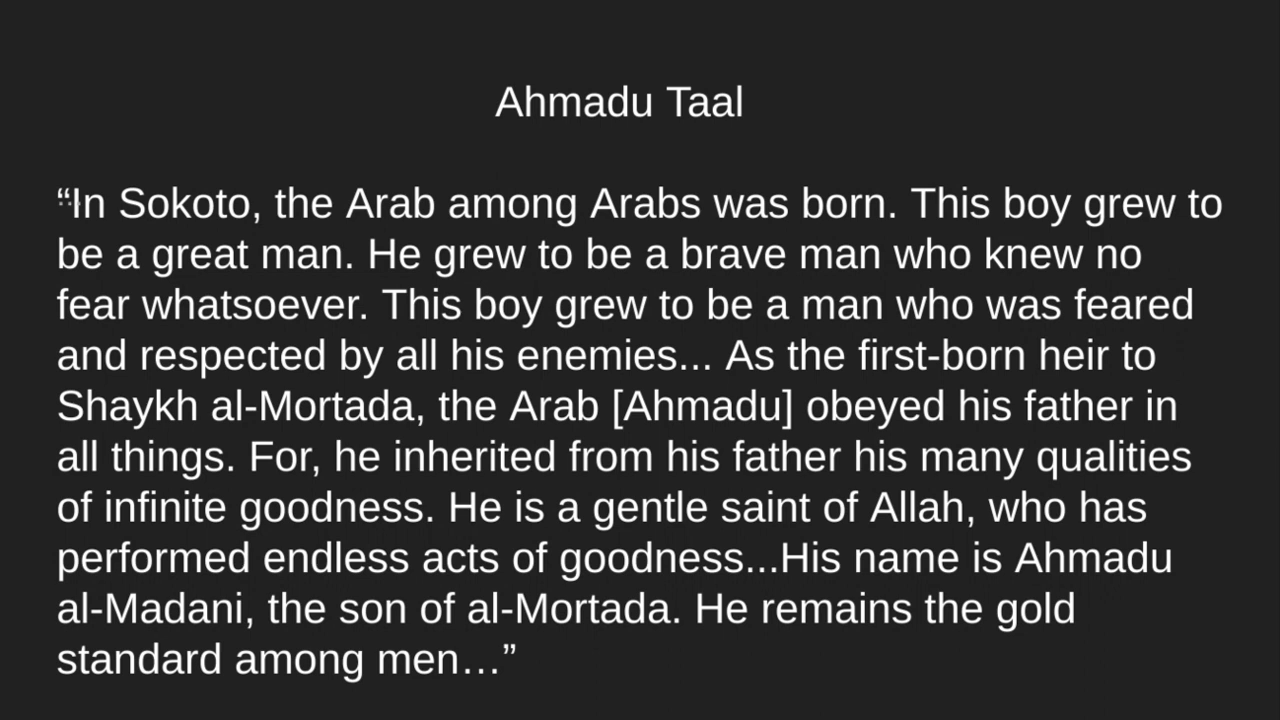 Ahmadu Taal
“In Sokoto, the Arab among Arabs was born. This boy grew to
be a great man. He grew to be a brave man who knew no
fear whatsoever. This boy grew to be a man who was feared
and respected by all his enemies... As the first-born heir to
Shaykh al-Mortada, the Arab [Ahmadu] obeyed his father in
all things. For, he inherited from his father his many qualities
of infinite goodness. He is a gentle saint of Allah, who has
performed endless acts of goodness...His name is Ahmadu
al-Madani, the son of al-Mortada. He remains the gold
standard among men…”